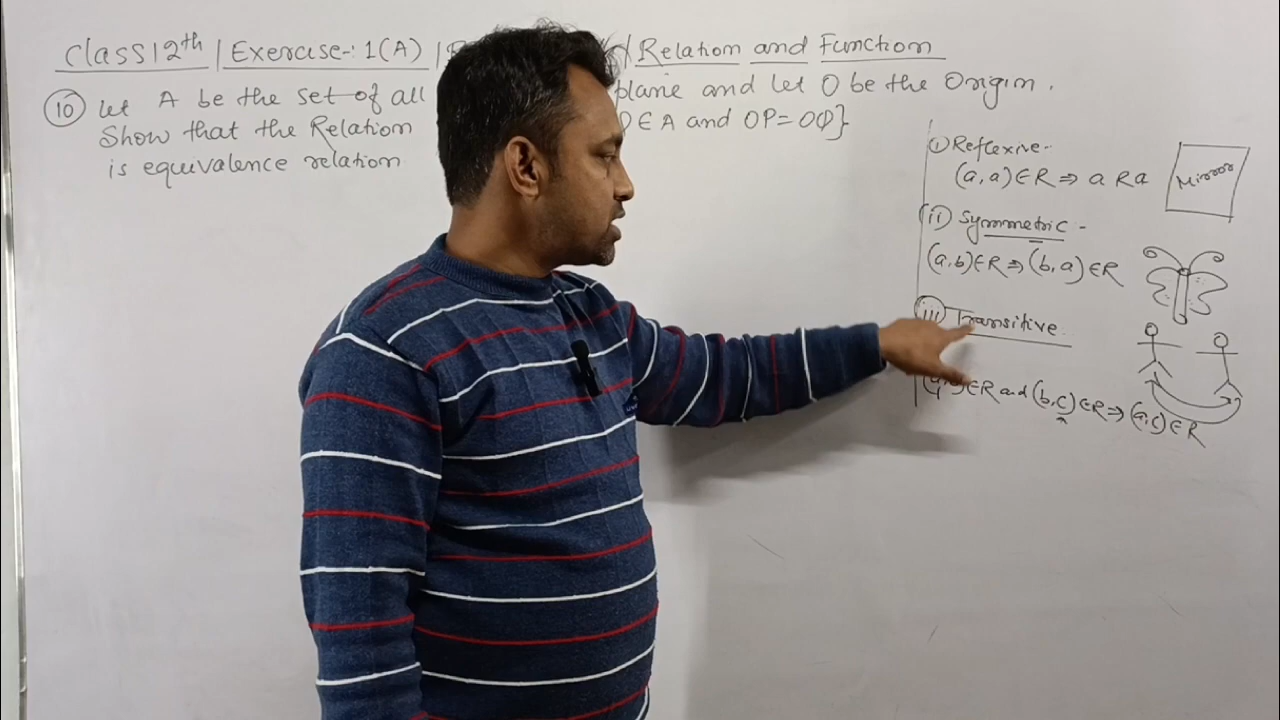 Class 12th | Exercise-: 1(A) | Relation and Function
10 let A be the set of all plane and let O be the Origin.
Show that the Relation ∈ A and OP = OQ}
is equivalence relation
i) Reflexive-
(a, a) ∈ R ⇒ a R a
Mirror
(ii) Symmetric -
(a, b) ∈ R ⇒ (b, a) ∈ R
(iii) Transitive
∈ R and (b, c) ∈ R ⇒ (a, c) ∈ R